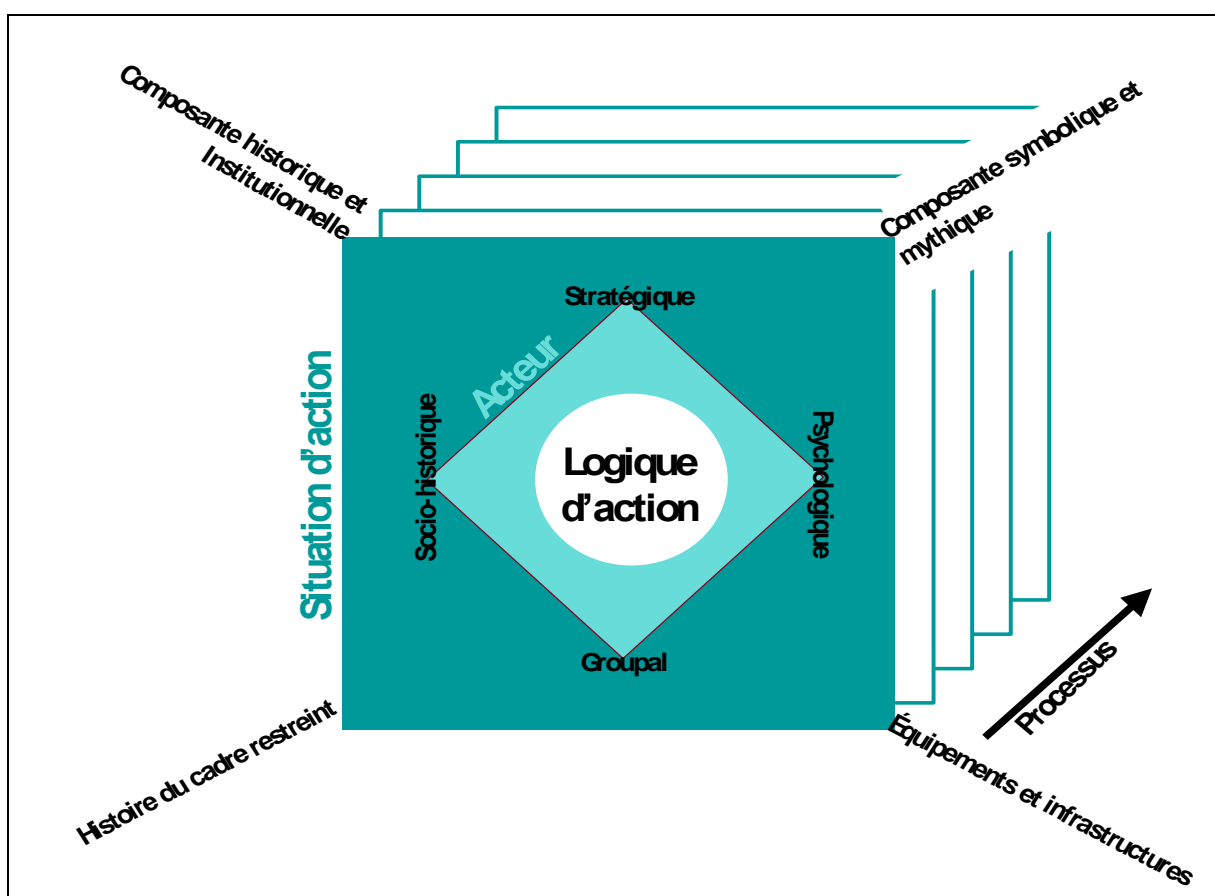 Composante historique et
Institutionnelle
Composante symbolique et
mythique
Stratégique
Acteur
Situation d'action
Socio-historique
Logique
d'action
Psychologique
Groupal
Processus
Histoire du cadre restreint
Équipements et infrastructures